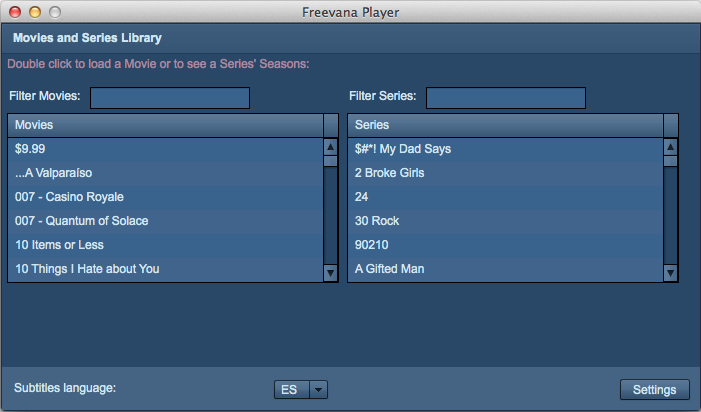 Freevana Player
Movies and Series Library
Double click to load a Movie or to see a Series' Seasons:
Filter Movies:
Filter Series:
Movies
$9.99
...A Valparaíso
007 - Casino Royale
007 - Quantum of Solace
10 Items or Less
10 Things I Hate about You
Series
$#*! My Dad Says
2 Broke Girls
24
30 Rock
90210
A Gifted Man
Subtitles language:
ES
Settings